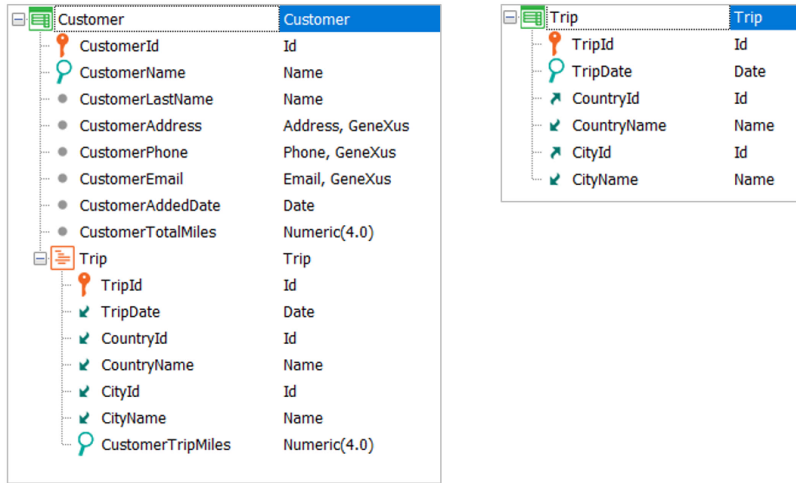 Customer Customer
CustomerId Id
CustomerName Name
CustomerLastName Name
CustomerAddress Address, GeneXus
CustomerPhone Phone, GeneXus
CustomerEmail Email, GeneXus
CustomerAddedDate Date
CustomerTotalMiles Numeric(4.0)
Trip Trip
TripId Id
TripDate Date
CountryId Id
CountryName Name
CityId Id
CityName Name
CustomerTripMiles Numeric(4.0)
Trip Trip
TripId Id
TripDate Date
CountryId Id
CountryName Name
CityId Id
CityName Name